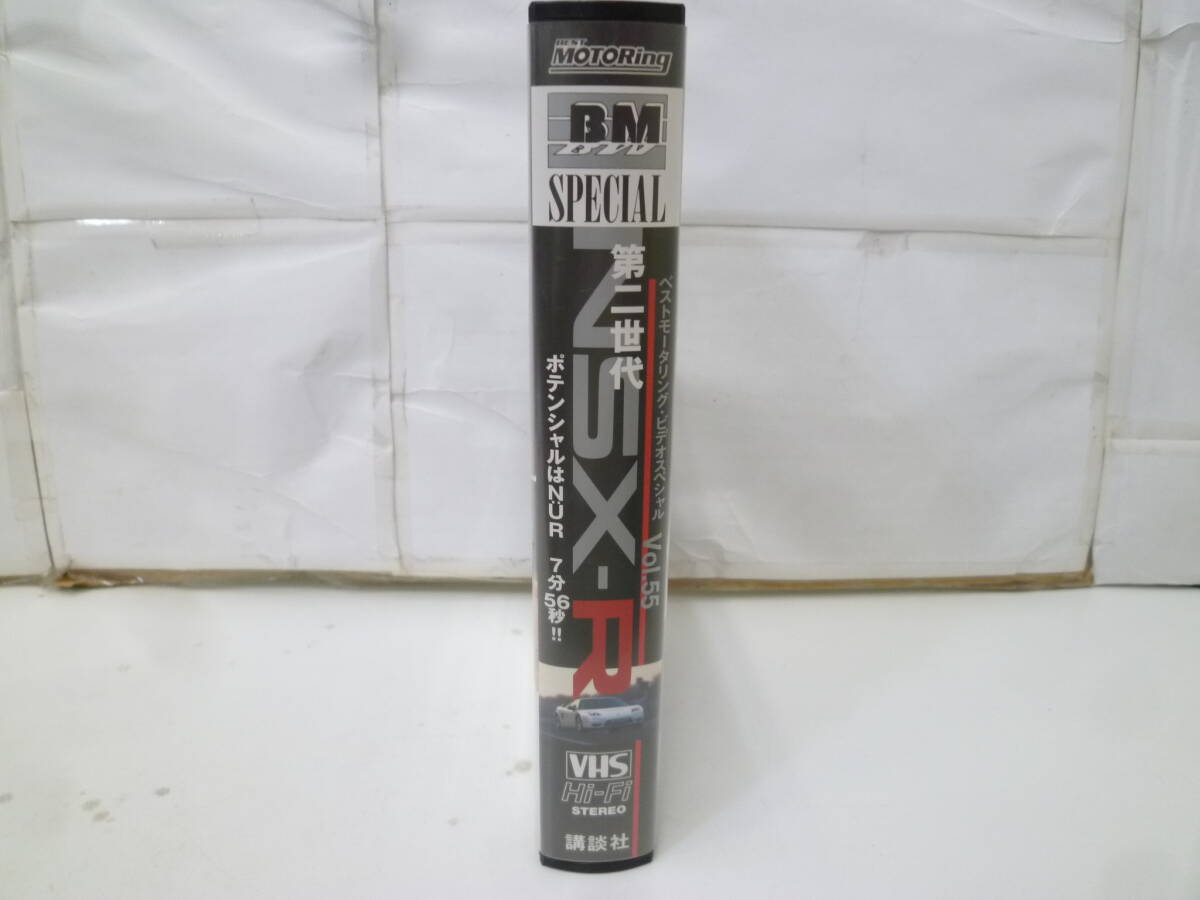 BEST
MOTORing
BM
SPECIAL
ベストモータリング・ビデオスペシャル Vol.55
第二世代
NSX-R
ポテンシャルはNÜR 7分56秒!!
VHS
Hi-Fi
STEREO
講談社